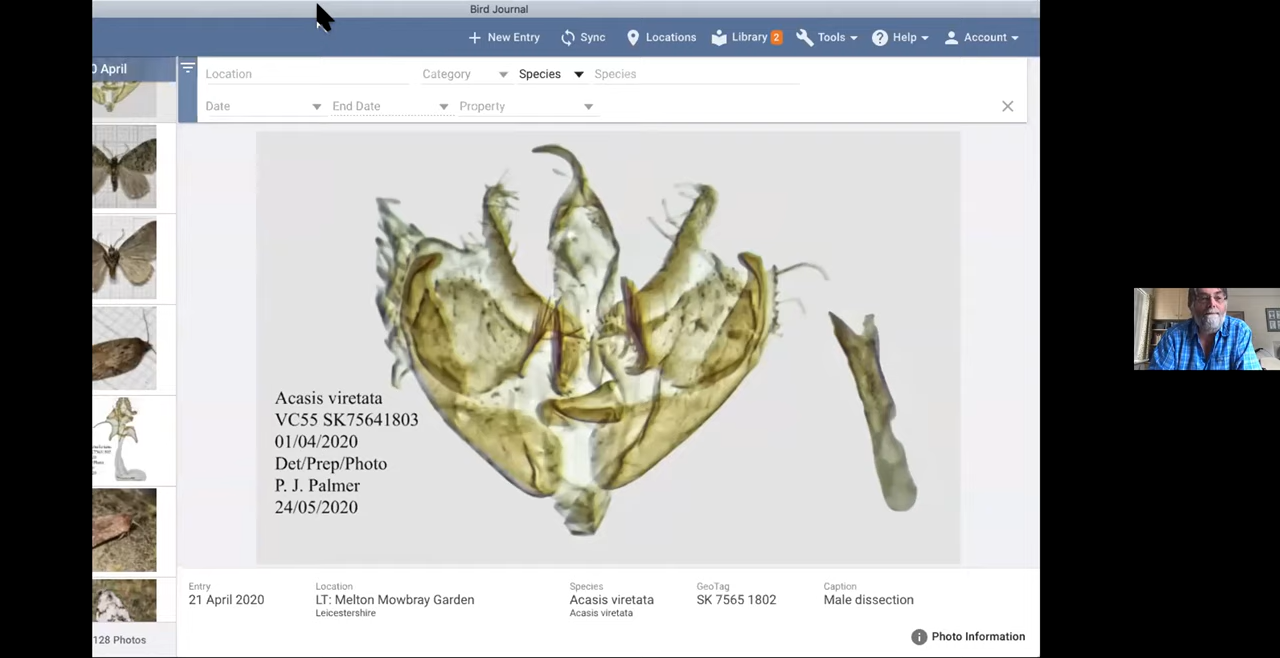 Bird Journal
New Entry Sync Locations Library 2 Tools Help Account
0 April
Location Category Species Species
Date End Date Property
Acasis viretata
VC55 SK75641803
01/04/2020
Det/Prep/Photo
P. J. Palmer
24/05/2020
Entry Location Species GeoTag Caption
21 April 2020 LT: Melton Mowbray Garden Acasis viretata SK 7565 1802 Male dissection
Leicestershire Acasis viretata
128 Photos
Photo Information